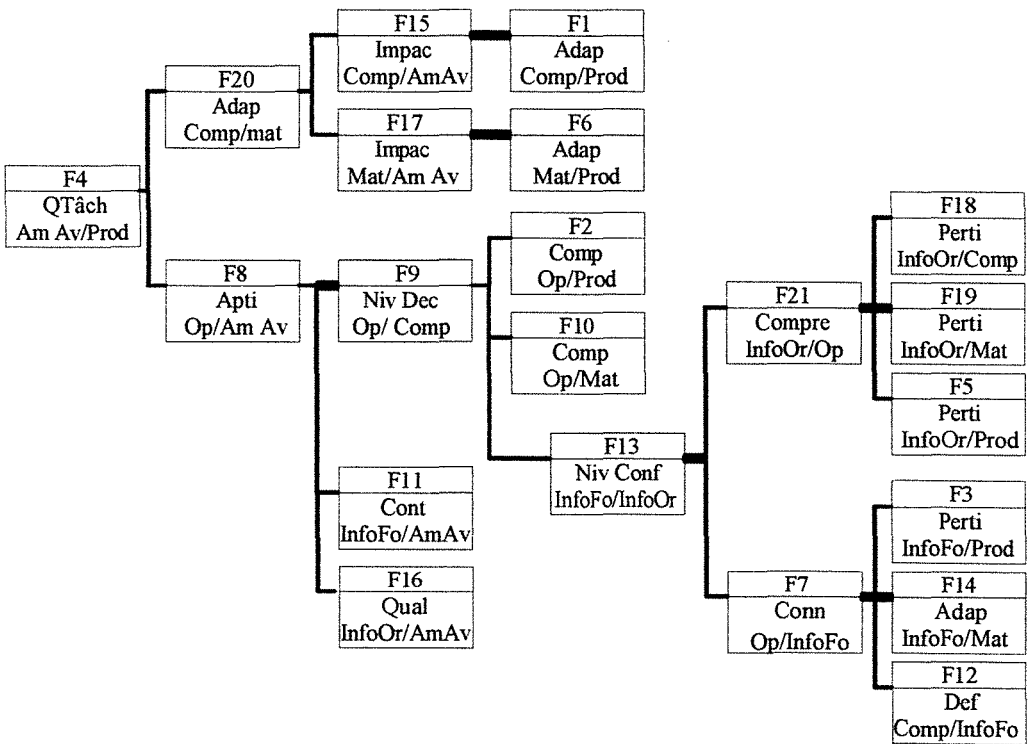 F15
Impac
Comp/AmAv
F1
Adap
Comp/Prod
F20
Adap
Comp/mat
F17
Impac
Mat/Am Av
F6
Adap
Mat/Prod
F4
QTâch
Am Av/Prod
F8
Apti
Op/Am Av
F9
Niv Dec
Op/ Comp
F2
Comp
Op/Prod
F10
Comp
Op/Mat
F13
Niv Conf
InfoFo/InfoOr
F11
Cont
InfoFo/AmAv
F16
Qual
InfoOr/AmAv
F21
Compre
InfoOr/Op
F18
Perti
InfoOr/Comp
F19
Perti
InfoOr/Mat
F5
Perti
InfoOr/Prod
F7
Conn
Op/InfoFo
F3
Perti
InfoFo/Prod
F14
Adap
InfoFo/Mat
F12
Def
Comp/InfoFo